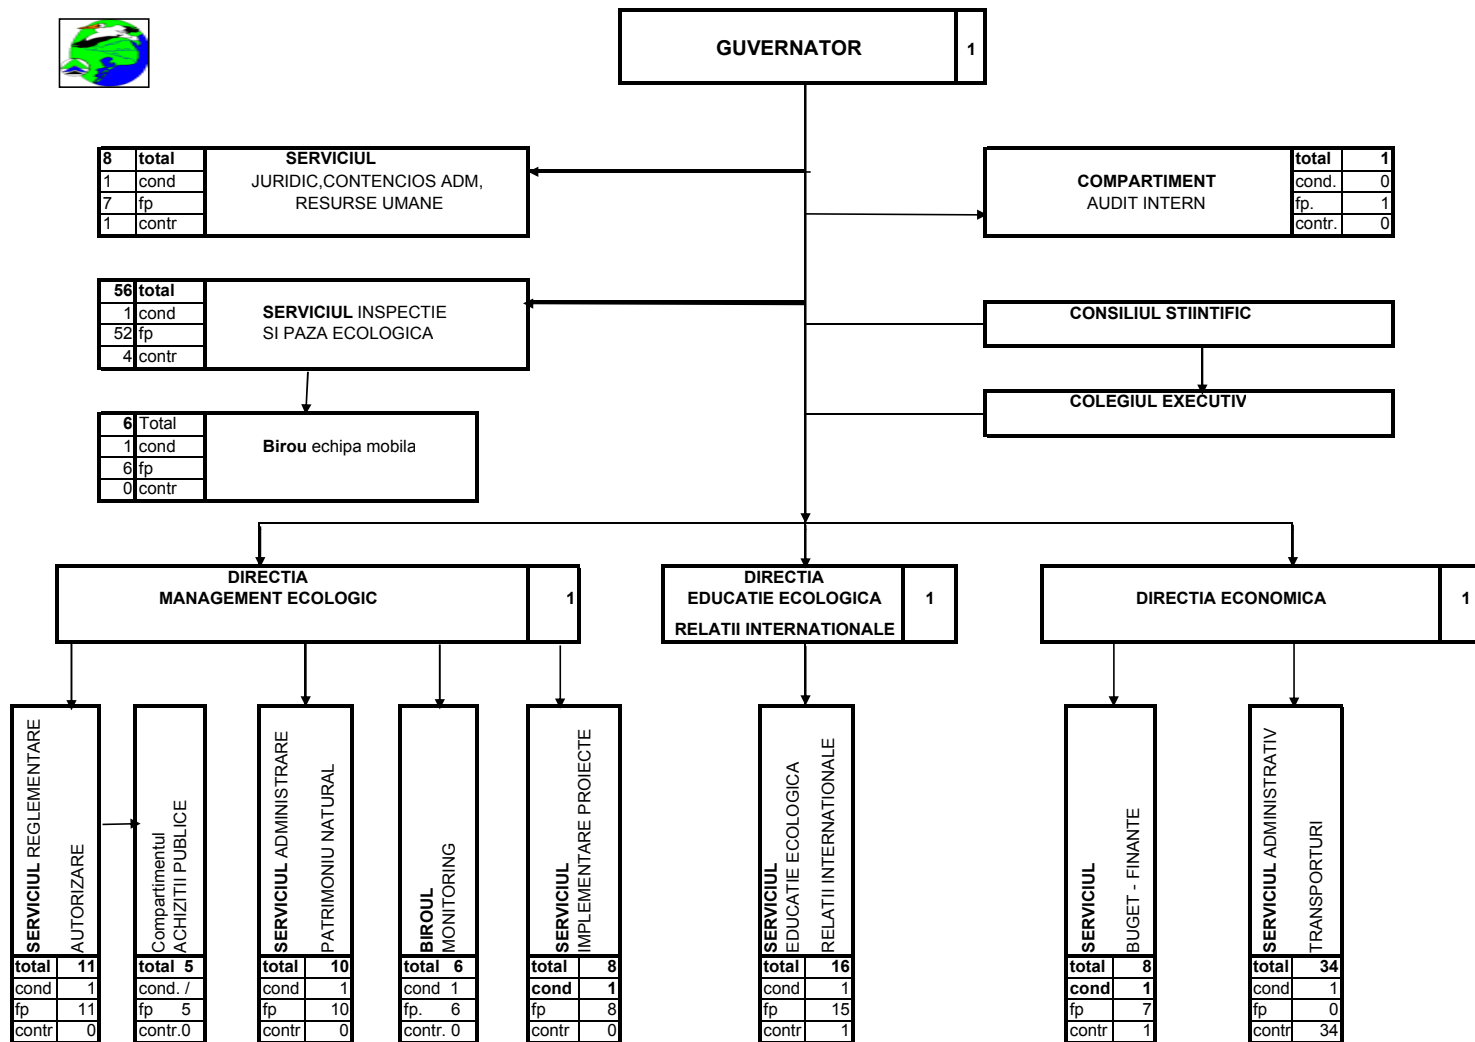 GUVERNATOR 1
8 total
1 cond
7 fp
1 contr
SERVICIUL
JURIDIC,CONTENCIOS ADM,
RESURSE UMANE
COMPARTIMENT
AUDIT INTERN
total 1
cond. 0
fp. 1
contr. 0
56 total
1 cond
52 fp
4 contr
SERVICIUL INSPECTIE
SI PAZA ECOLOGICA
CONSILIUL STIINTIFIC
COLEGIUL EXECUTIV
6 Total
1 cond
6 fp
0 contr
Birou echipa mobila
DIRECTIA
MANAGEMENT ECOLOGIC
1
DIRECTIA
EDUCATIE ECOLOGICA
RELATII INTERNATIONALE
1
DIRECTIA ECONOMICA 1
SERVICIUL REGLEMENTARE
AUTORIZARE
total 11
cond 1
fp 11
contr 0
Compartimentul
ACHIZITII PUBLICE
total 5
cond. /
fp 5
contr.0
SERVICIUL ADMINISTRARE
PATRIMONIU NATURAL
total 10
cond 1
fp 10
contr 0
BIROUL
MONITORING
total 6
cond 1
fp. 6
contr. 0
SERVICIUL
IMPLEMENTARE PROIECTE
total 8
cond 1
fp 8
contr 0
SERVICIUL
EDUCATIE ECOLOGICA
RELATII INTERNATIONALE
total 16
cond 1
fp 15
contr 1
SERVICIUL
BUGET - FINANTE
total 8
cond 1
fp 7
contr 1
SERVICIUL ADMINISTRATIV
TRANSPORTURI
total 34
cond 1
fp 0
contr 34